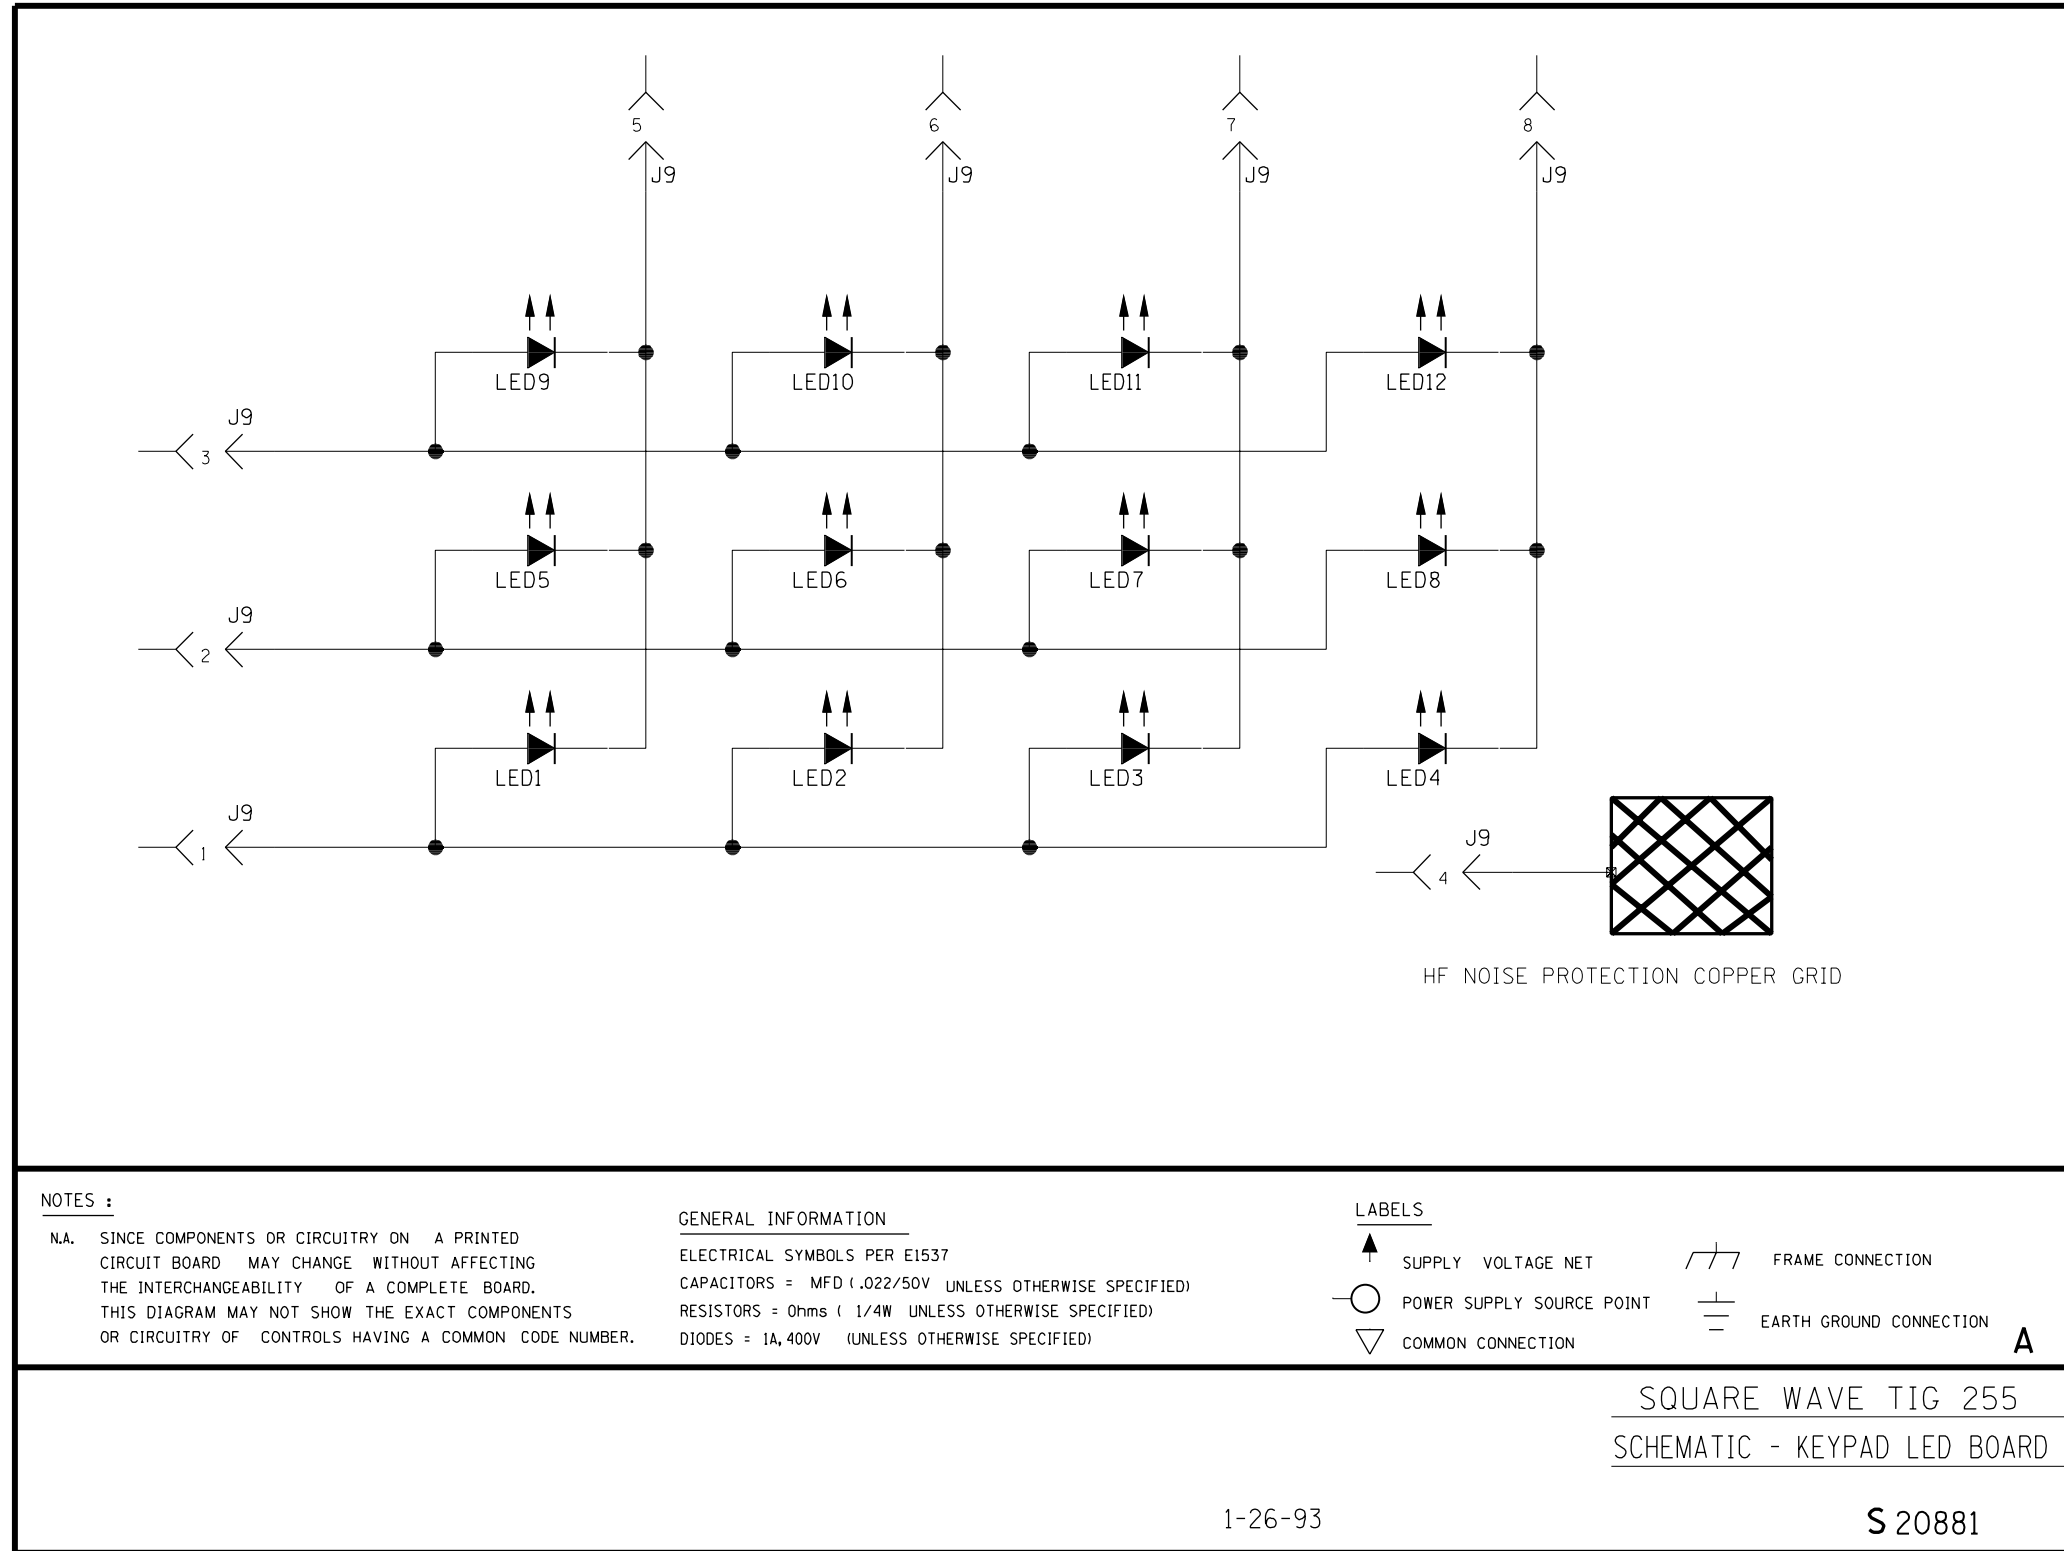 5 6 7 8
J9 J9 J9 J9
LED9 LED10 LED11 LED12
J9
3
LED5 LED6 LED7 LED8
J9
2
LED1 LED2 LED3 LED4
J9
1
J9
4
HF NOISE PROTECTION COPPER GRID
NOTES :
N.A. SINCE COMPONENTS OR CIRCUITRY ON A PRINTED
CIRCUIT BOARD MAY CHANGE WITHOUT AFFECTING
THE INTERCHANGEABILITY OF A COMPLETE BOARD.
THIS DIAGRAM MAY NOT SHOW THE EXACT COMPONENTS
OR CIRCUITRY OF CONTROLS HAVING A COMMON CODE NUMBER.
GENERAL INFORMATION
ELECTRICAL SYMBOLS PER E1537
CAPACITORS = MFD ( .022/50V UNLESS OTHERWISE SPECIFIED)
RESISTORS = Ohms ( 1/4W UNLESS OTHERWISE SPECIFIED)
DIODES = 1A, 400V (UNLESS OTHERWISE SPECIFIED)
LABELS
SUPPLY VOLTAGE NET
POWER SUPPLY SOURCE POINT
COMMON CONNECTION
FRAME CONNECTION
EARTH GROUND CONNECTION
A
SQUARE WAVE TIG 255
SCHEMATIC - KEYPAD LED BOARD
1-26-93
S 20881